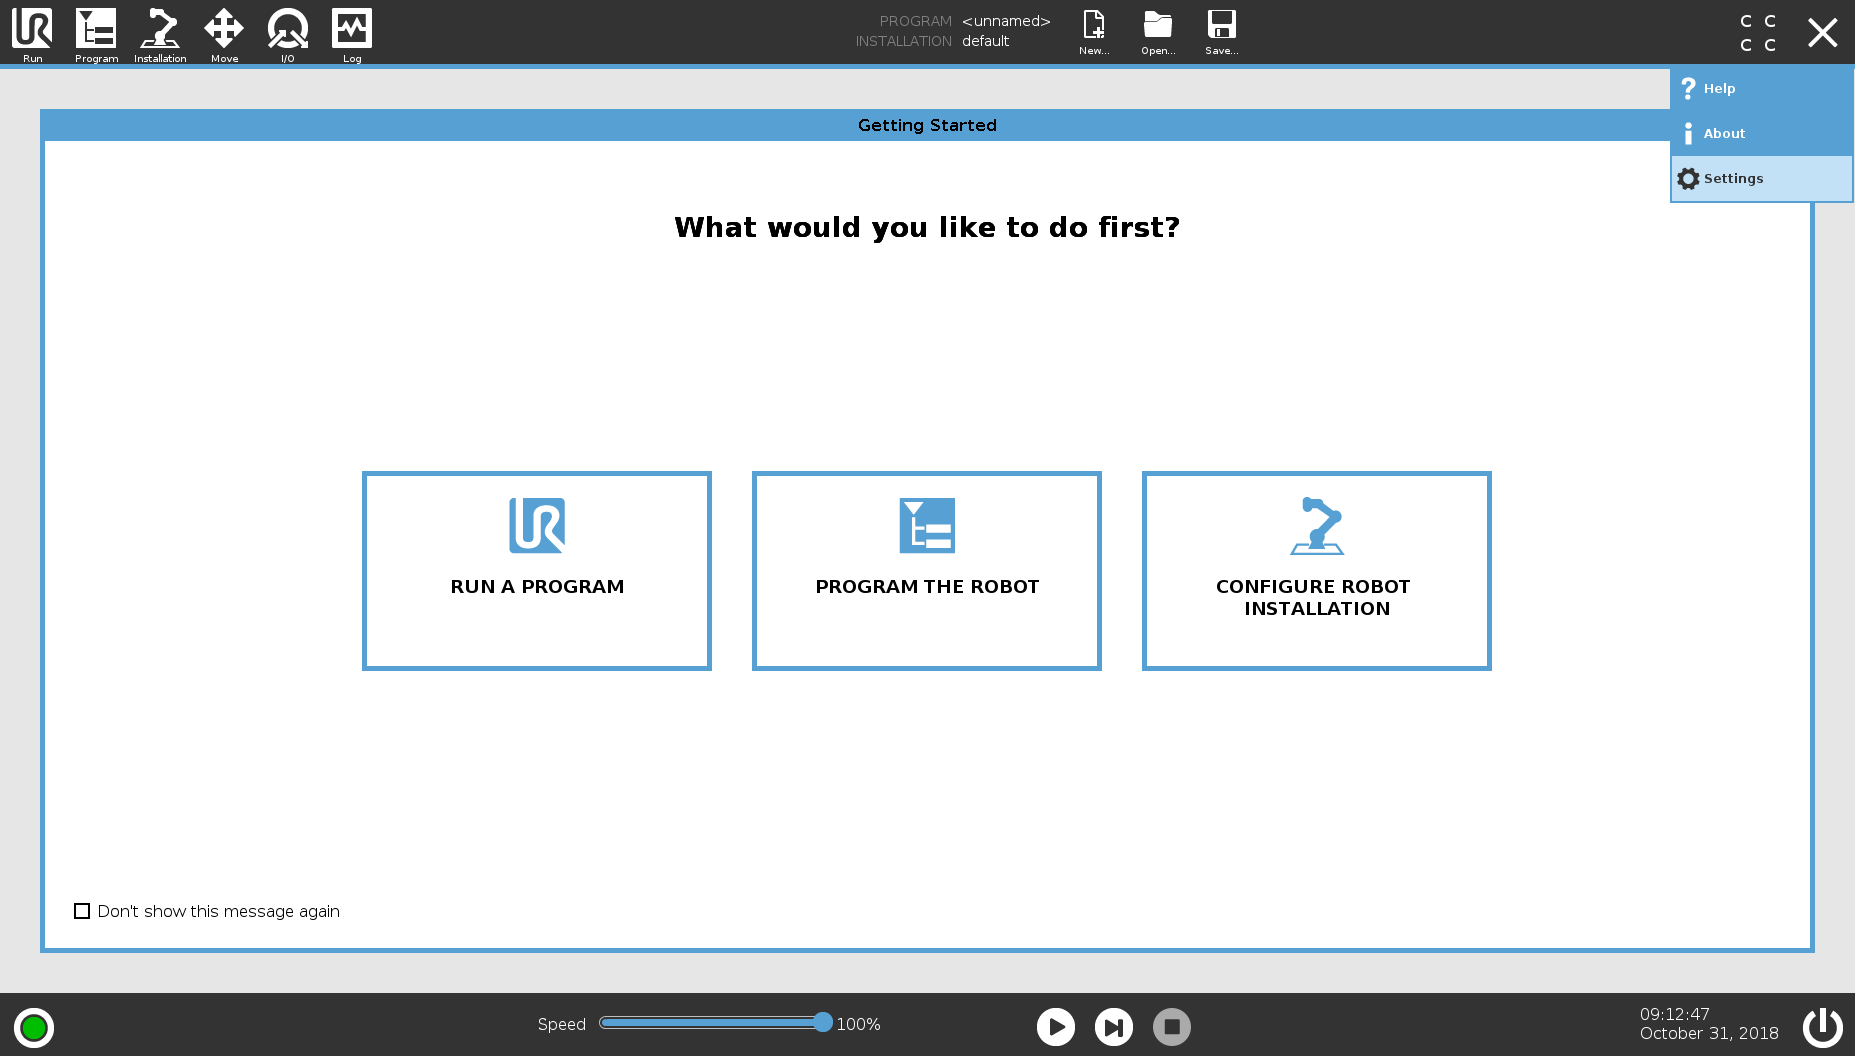 Run
Program
Installation
Move
I/O
Log
PROGRAM <unnamed>
INSTALLATION default
New...
Open...
Save...
C C
C C
Help
About
Settings
Getting Started
What would you like to do first?
RUN A PROGRAM
PROGRAM THE ROBOT
CONFIGURE ROBOT
INSTALLATION
Don't show this message again
Speed
100%
09:12:47
October 31, 2018